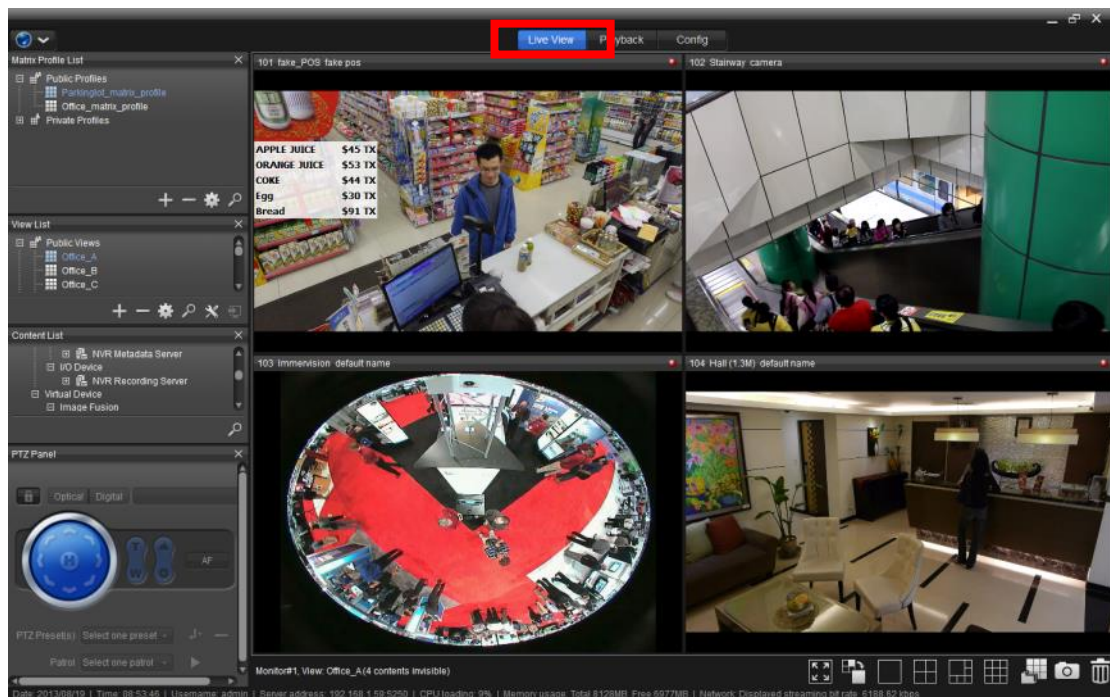 Live View Playback Config
Matrix Profile List
Public Profiles
Parkinglot_matrix_profile
Office_matrix_profile
Private Profiles
View List
Public Views
Office_A
Office_B
Office_C
Content List
NVR Metadata Server
I/O Device
NVR Recording Server
Virtual Device
Image Fusion
PTZ Panel
Optical Digital
T
A
H
W
O
AF
PTZ Preset(s) Select one preset
Patrol Select one patrol
101 fake_POS fake pos
APPLE JUICE $45 TX
ORANGE JUICE $53 TX
COKE $44 TX
Egg $30 TX
Bread $91 TX
102 Stairway camera
103 Immervision default name
104 Hall (1.3M) default name
Monitor#1, View: Office_A(4 contents invisible)
Date: 2013/08/19 | Time: 08:53:46 | Username: admin | Server address: 192.168.1.59:5250 | CPU loading: 9% | Memory usage: Total 8128MB, Free 5977MB | Network: Displayed streaming bit rate: 6188.62 kbps